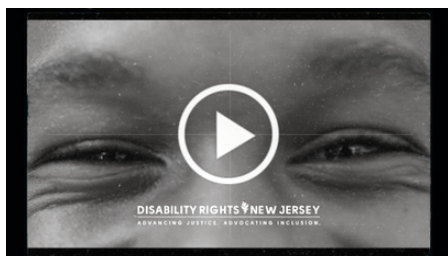 DISABILITY RIGHTS NEW JERSEY
ADVANCING JUSTICE. ADVOCATING INCLUSION.